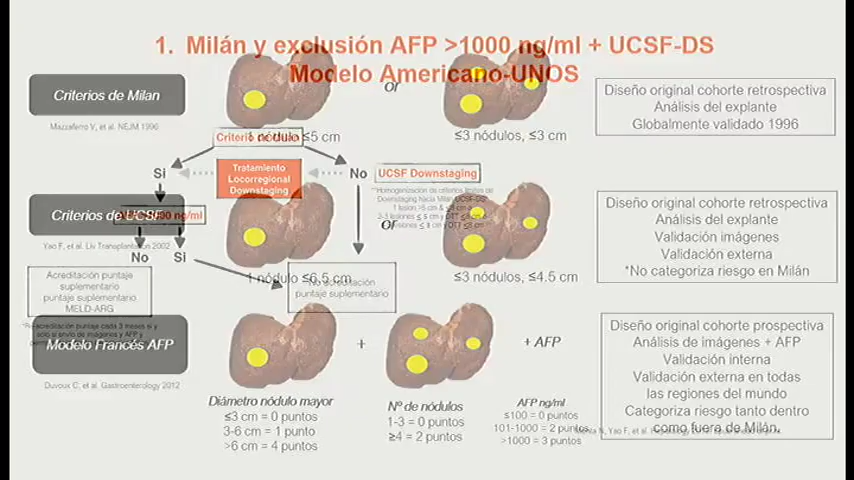 1. Milán y exclusión AFP >1000 ng/ml + UCSF-DS
Modelo Americano-UNOS
Criterios de Milan
Mazzaferro V, et al. NEJM 1996
or
1 nódulo ≤5 cm
≤3 nódulos, ≤3 cm
Diseño original cohorte retrospectiva
Análisis del explante
Globalmente validado 1996
Si
Tratamiento
Locorregional
Downstaging
No
UCSF Downstaging
Criterios de UCSF
Yao F, et al. Liv Transplantation 2002
or
1 nódulo ≤6.5 cm
≤3 nódulos, ≤4.5 cm
Diseño original cohorte retrospectiva
Análisis del explante
Validación imágenes
Validación externa
*No categoriza riesgo en Milán
No
Si
Acreditación puntaje
suplementario
puntaje suplementario
MELD-ARG
No acreditación
puntaje suplementario
Modelo Francés AFP
Duvoux C, et al. Gastroenterology 2012
+
+ AFP
Diámetro nódulo mayor
≤3 cm = 0 puntos
3-6 cm = 1 punto
>6 cm = 4 puntos
Nº de nódulos
1-3 = 0 puntos
≥4 = 2 puntos
AFP ng/ml
≤100 = 0 puntos
101-1000 = 2 puntos
>1000 = 3 puntos
Diseño original cohorte prospectiva
Análisis de imágenes + AFP
Validación interna
Validación externa en todas
las regiones del mundo
Categoriza riesgo tanto dentro
como fuera de Milán.